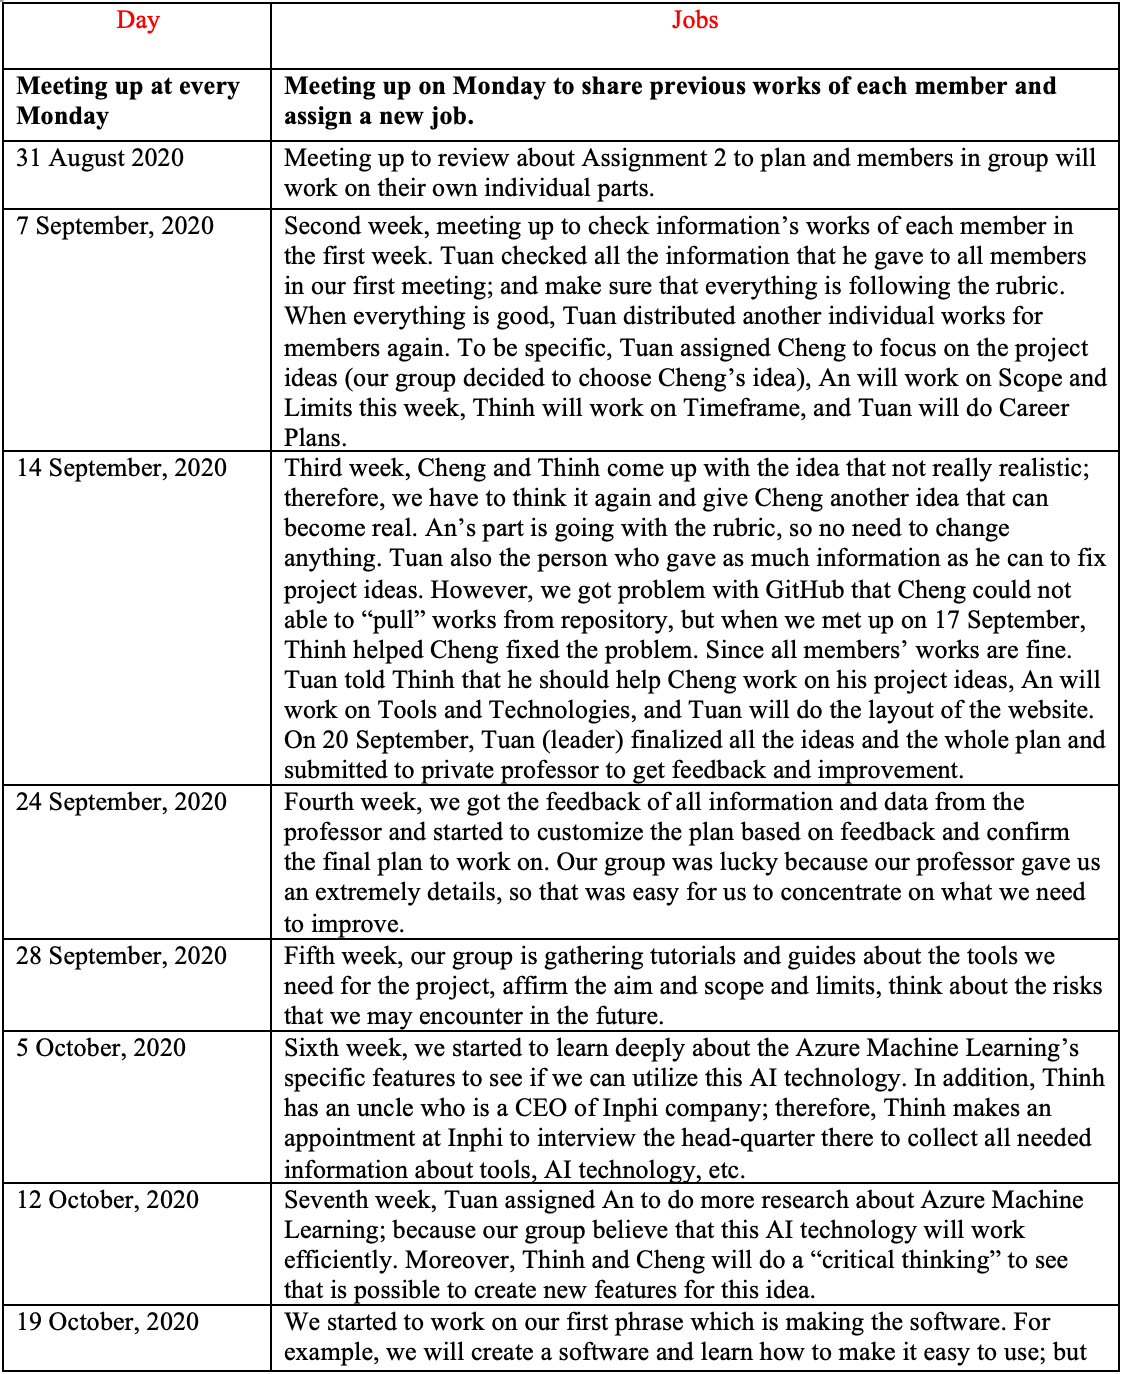 Day
Jobs
Meeting up at every
Monday
Meeting up on Monday to share previous works of each member and
assign a new job.
31 August 2020
Meeting up to review about Assignment 2 to plan and members in group will
work on their own individual parts.
7 September, 2020
Second week, meeting up to check information’s works of each member in
the first week. Tuan checked all the information that he gave to all members
in our first meeting; and make sure that everything is following the rubric.
When everything is good, Tuan distributed another individual works for
members again. To be specific, Tuan assigned Cheng to focus on the project
ideas (our group decided to choose Cheng’s idea), An will work on Scope and
Limits this week, Thinh will work on Timeframe, and Tuan will do Career
Plans.
14 September, 2020
Third week, Cheng and Thinh come up with the idea that not really realistic;
therefore, we have to think it again and give Cheng another idea that can
become real. An’s part is going with the rubric, so no need to change
anything. Tuan also the person who gave as much information as he can to fix
project ideas. However, we got problem with GitHub that Cheng could not
able to “pull” works from repository, but when we met up on 17 September,
Thinh helped Cheng fixed the problem. Since all members’ works are fine.
Tuan told Thinh that he should help Cheng work on his project ideas, An will
work on Tools and Technologies, and Tuan will do the layout of the website.
On 20 September, Tuan (leader) finalized all the ideas and the whole plan and
submitted to private professor to get feedback and improvement.
24 September, 2020
Fourth week, we got the feedback of all information and data from the
professor and started to customize the plan based on feedback and confirm
the final plan to work on. Our group was lucky because our professor gave us
an extremely details, so that was easy for us to concentrate on what we need
to improve.
28 September, 2020
Fifth week, our group is gathering tutorials and guides about the tools we
need for the project, affirm the aim and scope and limits, think about the risks
that we may encounter in the future.
5 October, 2020
Sixth week, we started to learn deeply about the Azure Machine Learning’s
specific features to see if we can utilize this AI technology. In addition, Thinh
has an uncle who is a CEO of Inphi company; therefore, Thinh makes an
appointment at Inphi to interview the head-quarter there to collect all needed
information about tools, AI technology, etc.
12 October, 2020
Seventh week, Tuan assigned An to do more research about Azure Machine
Learning; because our group believe that this AI technology will work
efficiently. Moreover, Thinh and Cheng will do a “critical thinking” to see
that is possible to create new features for this idea.
19 October, 2020
We started to work on our first phrase which is making the software. For
example, we will create a software and learn how to make it easy to use; but